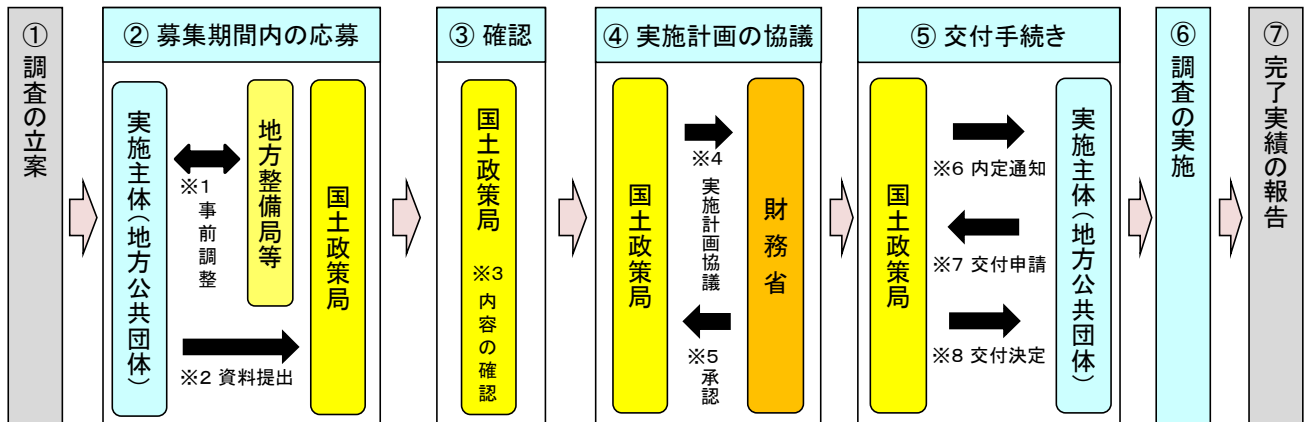 ① 調査の立案
② 募集期間内の応募
実施主体(地方公共団体)
※1
事前調整
地方整備局等
※2 資料提出
国土政策局
③ 確認
国土政策局
※3
内容の確認
④ 実施計画の協議
国土政策局
※4
実施計画協議
※5
承認
財務省
⑤ 交付手続き
国土政策局
※6 内定通知
※7 交付申請
※8 交付決定
実施主体(地方公共団体)
⑥ 調査の実施
⑦ 完了実績の報告